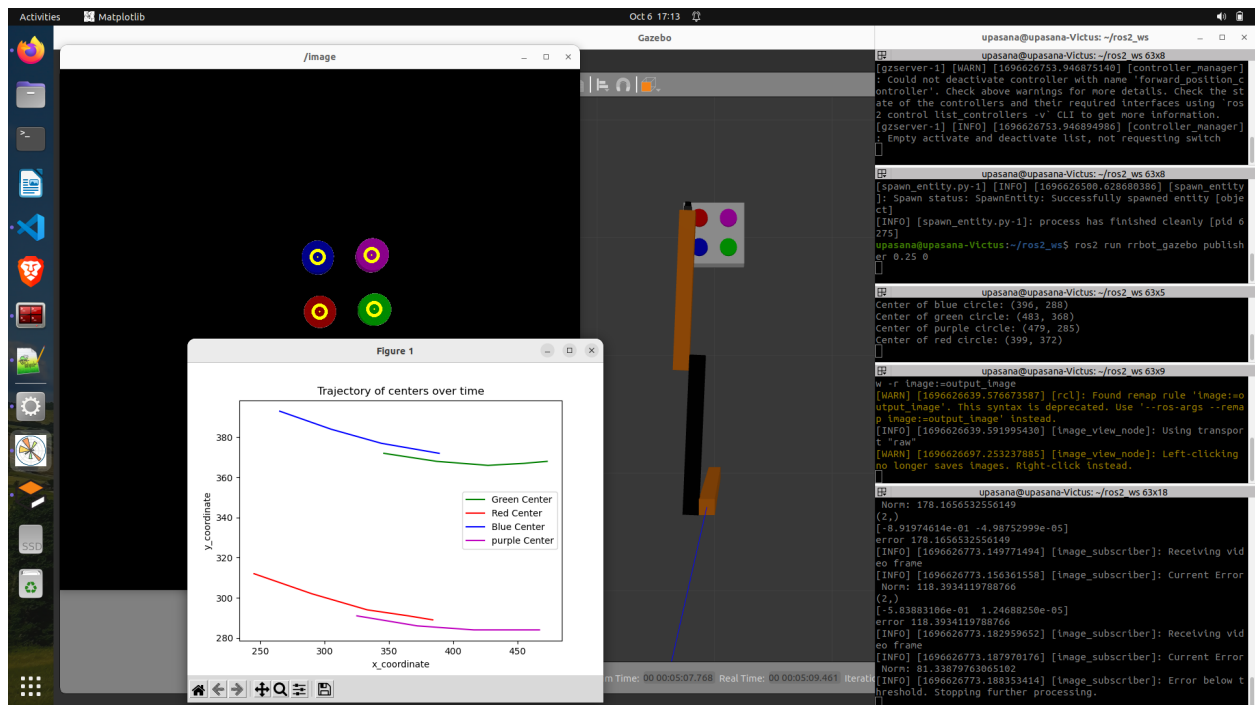 Activities
Matplotlib
Oct 6 17:13
Gazebo
upasana@upasana-Victus: ~/ros2_ws
/image
upasana@upasana-Victus: ~/ros2_ws 63x8
[gzserver-1] [WARN] [1696626753.946875140] [controller_manager]
: Could not deactivate controller with name 'forward_position_c
ontroller'. Check above warnings for more details. Check the st
ate of the controllers and their required interfaces using `ros
2 control list_controllers -v` CLI to get more information.
[gzserver-1] [INFO] [1696626753.946894986] [controller_manager]
: Empty activate and deactivate list, not requesting switch
upasana@upasana-Victus: ~/ros2_ws 63x8
[spawn_entity.py-1] [INFO] [1696626500.628680386] [spawn_entity
]: Spawn status: SpawnEntity: Successfully spawned entity [obje
ct]
[INFO] [spawn_entity.py-1]: process has finished cleanly [pid 6
275]
upasana@upasana-Victus:~/ros2_ws$ ros2 run rrbot_gazebo publish
er 0.25 0
upasana@upasana-Victus: ~/ros2_ws 63x5
Center of blue circle: (396, 288)
Center of green circle: (483, 368)
Center of purple circle: (479, 285)
Center of red circle: (399, 372)
upasana@upasana-Victus: ~/ros2_ws 63x9
w -r image:=output_image
[WARN] [1696626639.576673587] [rcl]: Found remap rule 'image:=o
utput_image'. This syntax is deprecated. Use '--ros-args --rema
p image:=output_image' instead.
[INFO] [1696626639.591995430] [image_view_node]: Using transpor
t "raw"
[WARN] [1696626697.253237885] [image_view_node]: Left-clicking
no longer saves images. Right-click instead.
upasana@upasana-Victus: ~/ros2_ws 63x18
Norm: 178.1656532556149
(2,)
[-8.91974614e-01 -4.98752999e-05]
error 178.1656532556149
[INFO] [1696626773.149771494] [image_subscriber]: Receiving vid
eo frame
[INFO] [1696626773.156361558] [image_subscriber]: Current Error
Norm: 118.3934119788766
(2,)
[-5.83883106e-01 1.24688250e-05]
error 118.3934119788766
[INFO] [1696626773.182959652] [image_subscriber]: Receiving vid
eo frame
[INFO] [1696626773.187970176] [image_subscriber]: Current Error
Norm: 81.33879763065102
[INFO] [1696626773.188353414] [image_subscriber]: Error below t
hreshold. Stopping further processing.
Figure 1
Trajectory of centers over time
380
360
340
320
300
280
y_coordinate
Green Center
Red Center
Blue Center
purple Center
250 300 350 400 450
x_coordinate
m Time: 00 00:05:07.768 Real Time: 00 00:05:09.461 Iterati
SSD